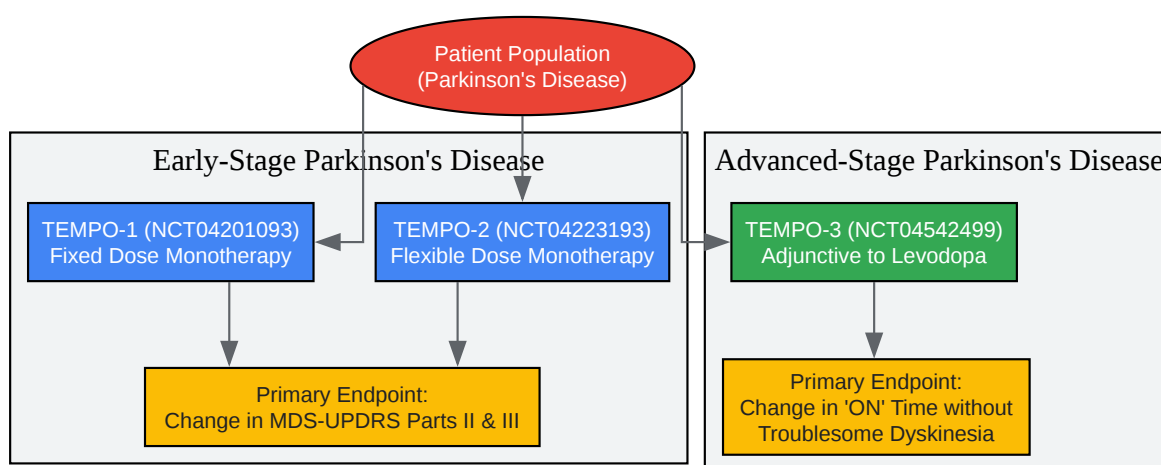 Patient Population
(Parkinson's Disease)
Early-Stage Parkinson's Disease
Advanced-Stage Parkinson's Disease
TEMPO-1 (NCT04201093)
Fixed Dose Monotherapy
TEMPO-2 (NCT04223193)
Flexible Dose Monotherapy
TEMPO-3 (NCT04542499)
Adjunctive to Levodopa
Primary Endpoint:
Change in MDS-UPDRS Parts II & III
Primary Endpoint:
Change in 'ON' Time without
Troublesome Dyskinesia